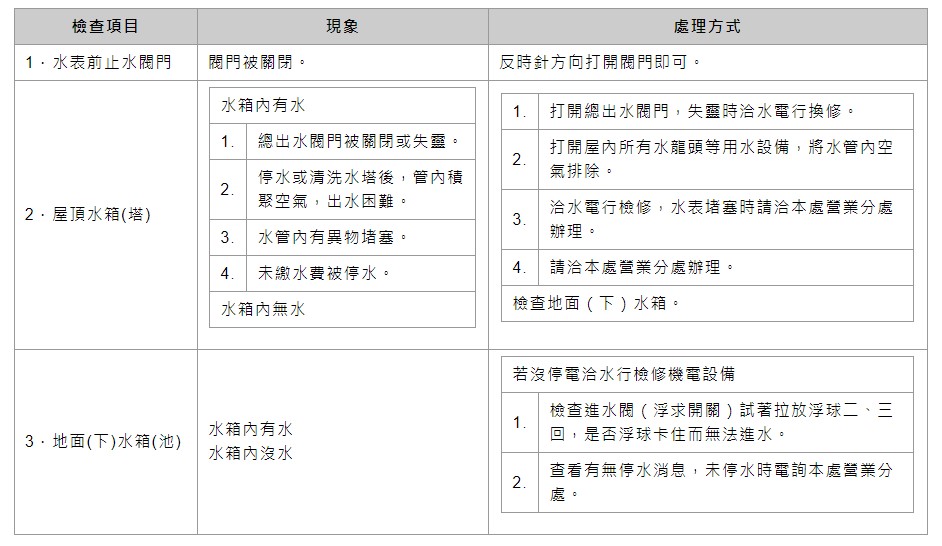 檢查項目
現象
處理方式
1．水表前止水閥門
閥門被關閉。
反時針方向打開閥門即可。
2．屋頂水箱(塔)
水箱內有水
1. 總出水閥門被關閉或失靈。
2. 停水或清洗水塔後，管內積
聚空氣，出水困難。
3. 水管內有異物堵塞。
4. 未繳水費被停水。
水箱內無水
1. 打開總出水閥門，失靈時洽水電行換修。
2. 打開屋內所有水龍頭等用水設備，將水管內空
氣排除。
3. 洽水電行檢修，水表堵塞時請洽本處營業分處
辦理。
4. 請洽本處營業分處辦理。
檢查地面（下）水箱。
3．地面(下)水箱(池)
水箱內有水
水箱內沒水
若沒停電洽水行檢修機電設備
1. 檢查進水閥（浮求開關）試著拉放浮球二、三
回，是否浮球卡住而無法進水。
2. 查看有無停水消息，未停水時電詢本處營業分
處。